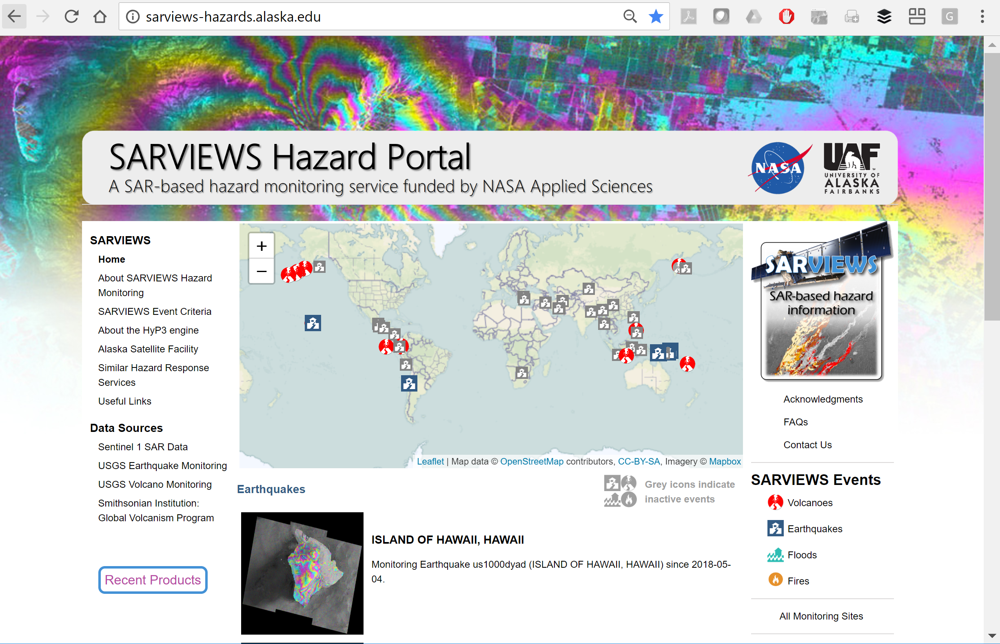 sarviews-hazards.alaska.edu
G
SARVIEWS Hazard Portal
A SAR-based hazard monitoring service funded by NASA Applied Sciences
NASA
UAF
UNIVERSITY OF
ALASKA
FAIRBANKS
SARVIEWS
Home
About SARVIEWS Hazard
Monitoring
SARVIEWS Event Criteria
About the HyP3 engine
Alaska Satellite Facility
Similar Hazard Response
Services
Useful Links
Data Sources
Sentinel 1 SAR Data
USGS Earthquake Monitoring
USGS Volcano Monitoring
Smithsonian Institution:
Global Volcanism Program
Recent Products
+
−
Leaflet | Map data © OpenStreetMap contributors, CC-BY-SA, Imagery © Mapbox
Earthquakes
Grey icons indicate
inactive events
ISLAND OF HAWAII, HAWAII
Monitoring Earthquake us1000dyad (ISLAND OF HAWAII, HAWAII) since 2018-05-
04.
SARVIEWS
SAR-based hazard
information
Acknowledgments
FAQs
Contact Us
SARVIEWS Events
Volcanoes
Earthquakes
Floods
Fires
All Monitoring Sites